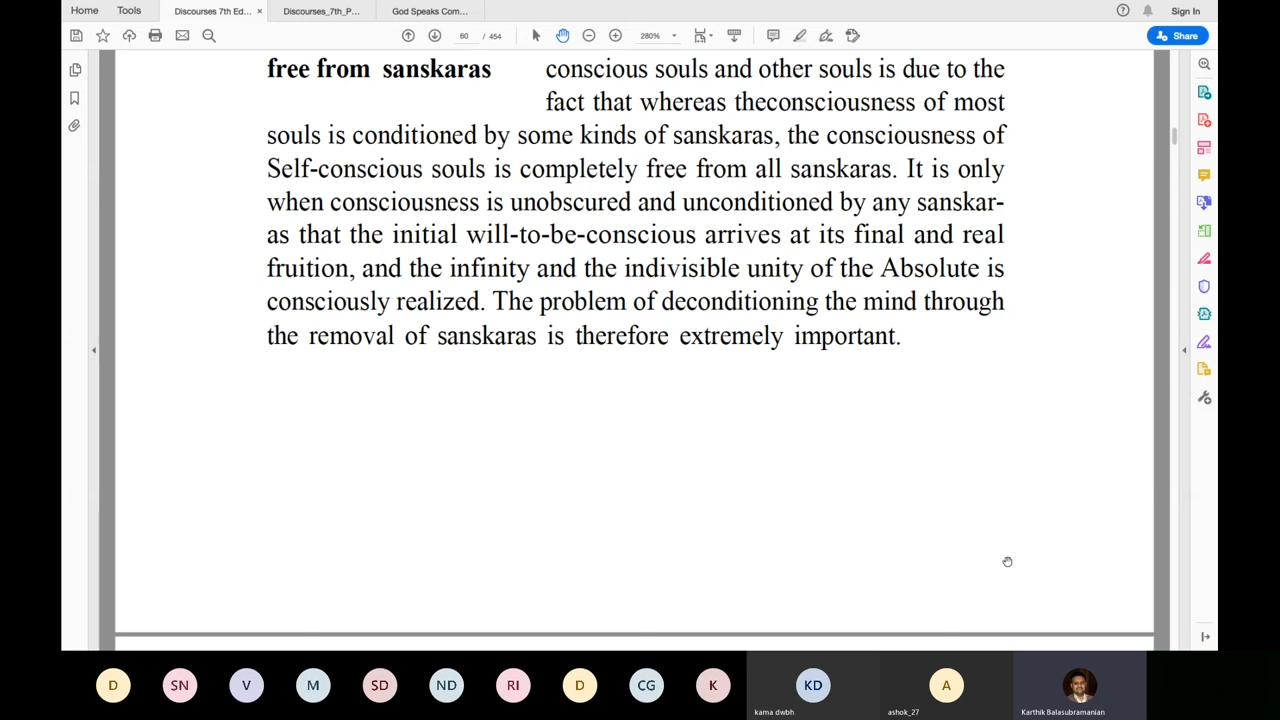 Home Tools Discourses 7th Ed... × Discourses_7th_P... God Speaks Com... Sign In
60 / 454 280% Share
free from sanskaras conscious souls and other souls is due to the
fact that whereas theconsciousness of most
souls is conditioned by some kinds of sanskaras, the consciousness of
Self-conscious souls is completely free from all sanskaras. It is only
when consciousness is unobscured and unconditioned by any sanskar-
as that the initial will-to-be-conscious arrives at its final and real
fruition, and the infinity and the indivisible unity of the Absolute is
consciously realized. The problem of deconditioning the mind through
the removal of sanskaras is therefore extremely important.
D SN V M SD ND RI D CG K KD A
kama dwbh ashok_27 Karthik Balasubramanian